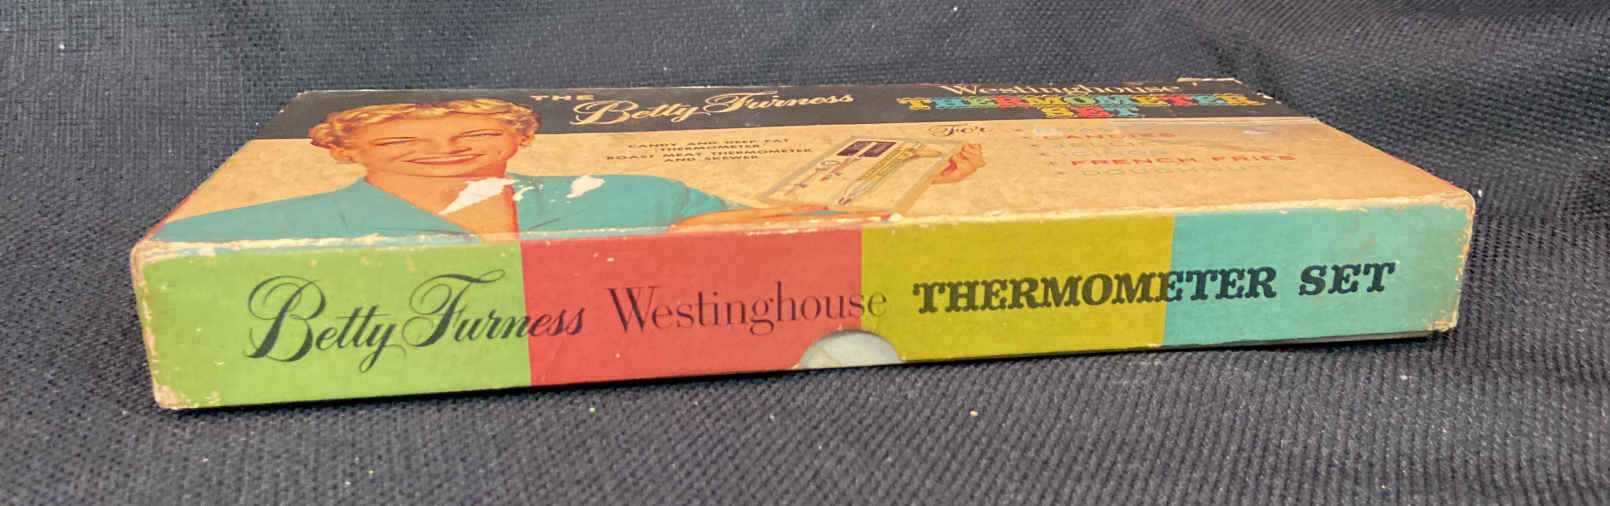 THE Betty Furness Westinghouse
THERMOMETER
SET
CANDY AND DEEP FAT
THERMOMETER
ROAST MEAT THERMOMETER
AND SKEWER
For
CANDIES
FRENCH FRIES
DOUGHNUTS
Betty Furness Westinghouse THERMOMETER SET